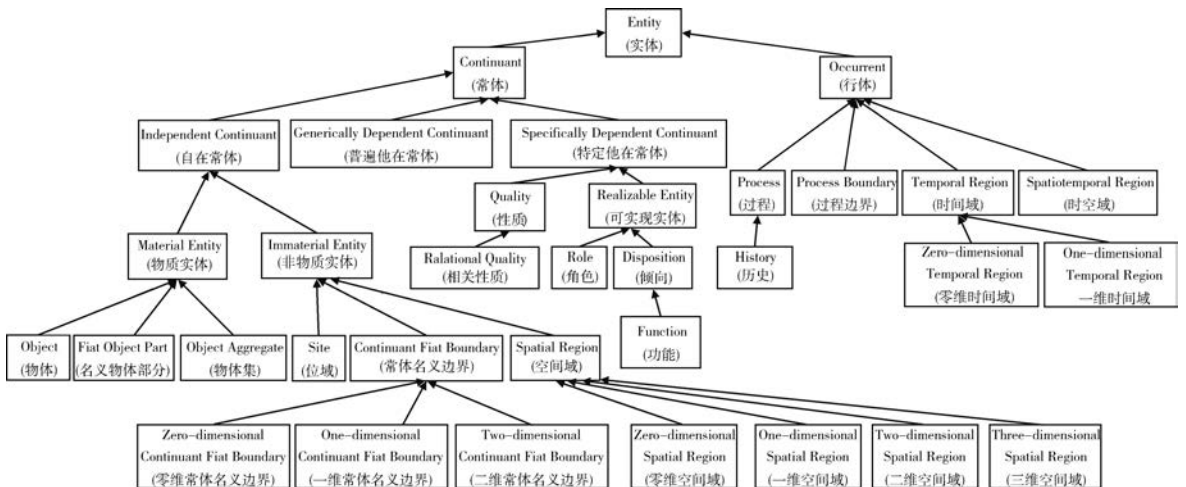 Entity
(实体)
Continuant
(常体)
Occurrent
(行体)
Independent Continuant
(自在常体)
Generically Dependent Continuant
(普遍他在常体)
Specifically Dependent Continuant
(特定他在常体)
Quality
(性质)
Realizable Entity
(可实现实体)
Process
(过程)
Process Boundary
(过程边界)
Temporal Region
(时间域)
Spatiotemporal Region
(时空域)
Material Entity
(物质实体)
Immaterial Entity
(非物质实体)
Ralational Quality
(相关性质)
Role
(角色)
Disposition
(倾向)
History
(历史)
Zero-dimensional
Temporal Region
(零维时间域)
One-dimensional
Temporal Region
一维时间域
Object
(物体)
Fiat Object Part
(名义物体部分)
Object Aggregate
(物体集)
Site
(位域)
Continuant Fiat Boundary
(常体名义边界)
Spatial Region
(空间域)
Function
(功能)
Zero-dimensional
Continuant Fiat Boundary
(零维常体名义边界)
One-dimensional
Continuant Fiat Boundary
(一维常体名义边界)
Two-dimensional
Continuant Fiat Boundary
(二维常体名义边界)
Zero-dimensional
Spatial Region
(零维空间域)
One-dimensional
Spatial Region
(一维空间域)
Two-dimensional
Spatial Region
(二维空间域)
Three-dimensional
Spatial Region
(三维空间域)